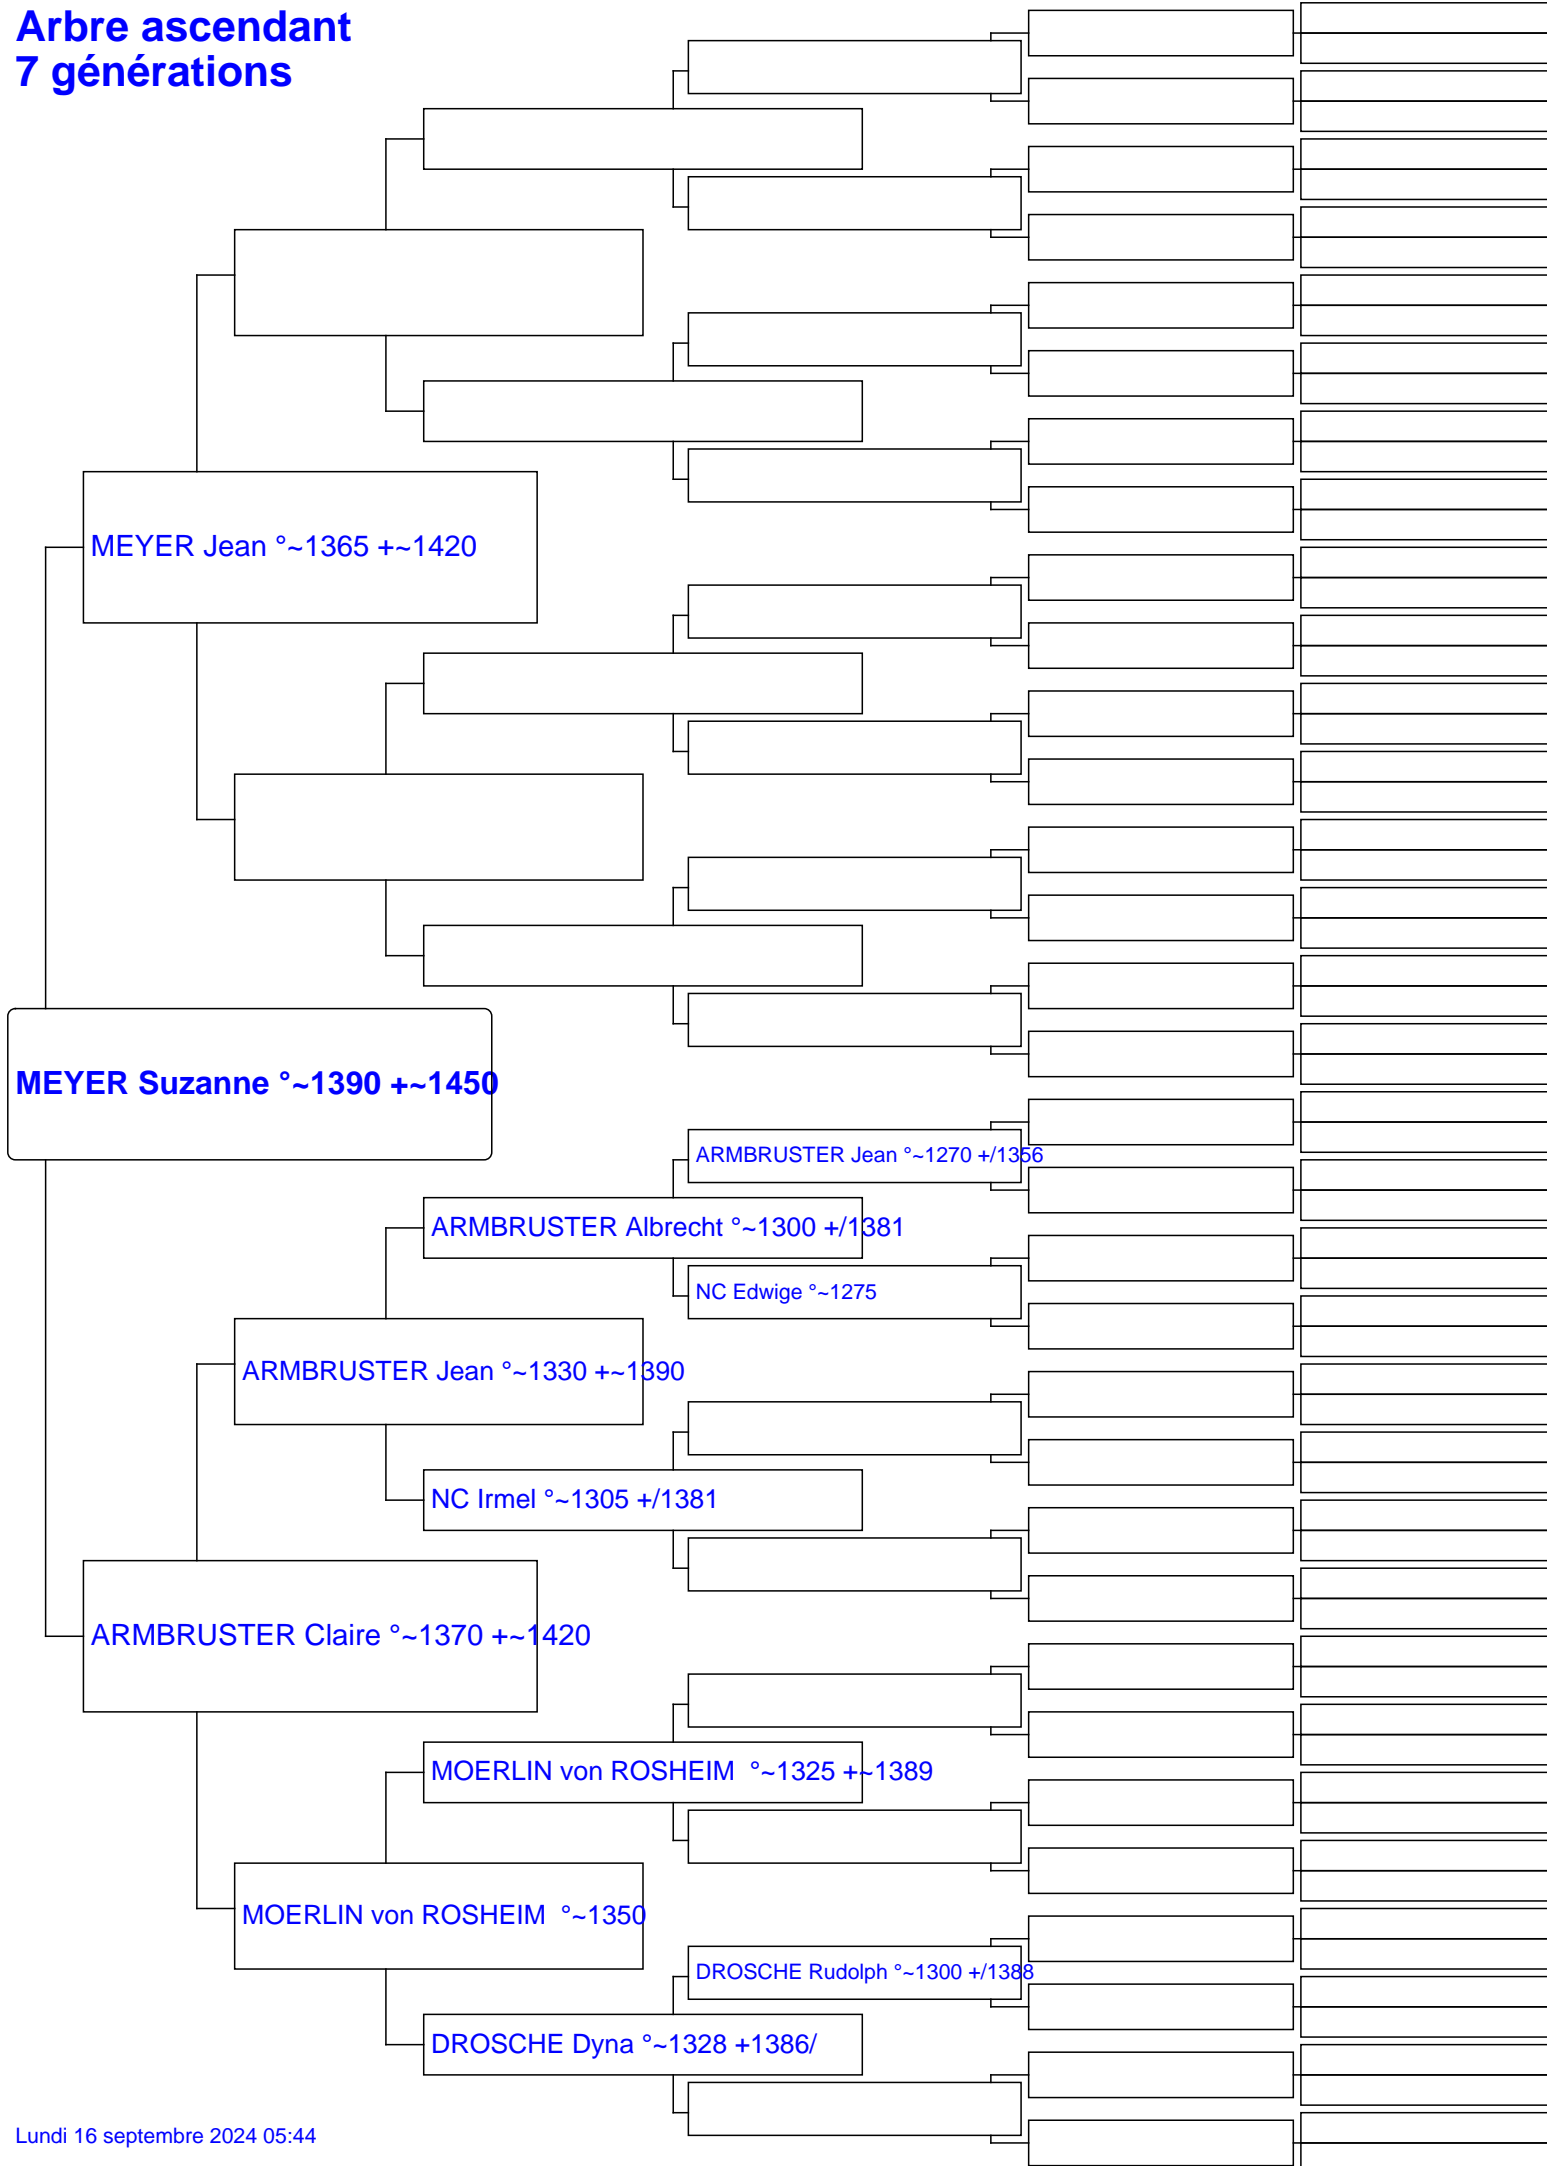 Arbre ascendant
7 générations
MEYER Jean °~1365 +~1420
MEYER Suzanne °~1390 +~1450
ARMBRUSTER Jean °~1270 +/1356
ARMBRUSTER Albrecht °~1300 +/1381
NC Edwige °~1275
ARMBRUSTER Jean °~1330 +~1390
NC Irmel °~1305 +/1381
ARMBRUSTER Claire °~1370 +~1420
MOERLIN von ROSHEIM  °~1325 +~1389
MOERLIN von ROSHEIM  °~1350
DROSCHE Rudolph °~1300 +/1388
DROSCHE Dyna °~1328 +1386/
Lundi 16 septembre 2024 05:44